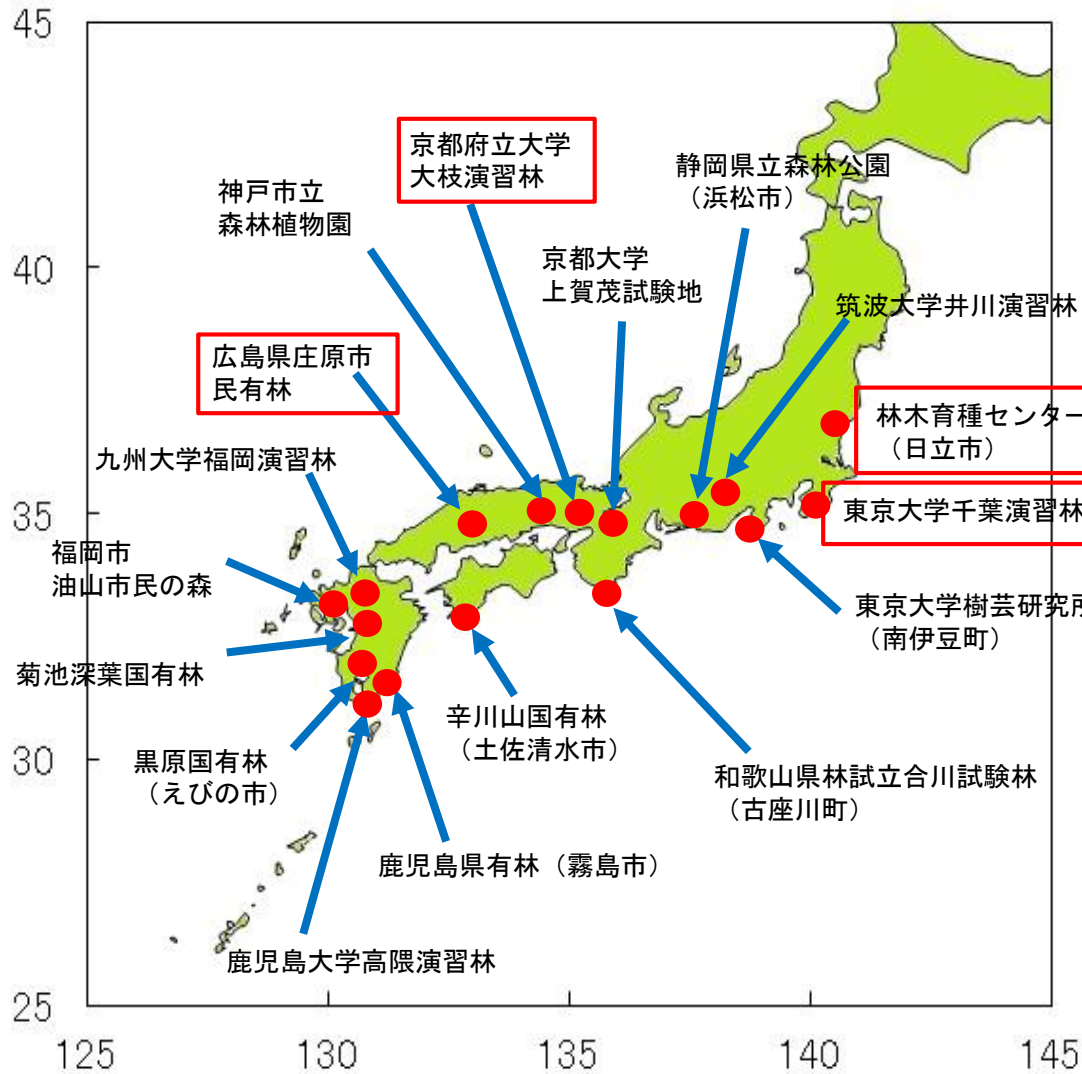 45
40
35
30
25
125
130
135
140
145
京都府立大学
大枝演習林
神戸市立
森林植物園
静岡県立森林公園
（浜松市）
京都大学
上賀茂試験地
筑波大学井川演習林
広島県庄原市
民有林
林木育種センター
（日立市）
九州大学福岡演習林
東京大学千葉演習林
福岡市
油山市民の森
東京大学樹芸研究所
（南伊豆町）
菊池深葉国有林
辛川山国有林
（土佐清水市）
黒原国有林
（えびの市）
和歌山県林試立合川試験林
（古座川町）
鹿児島県有林（霧島市）
鹿児島大学高隈演習林